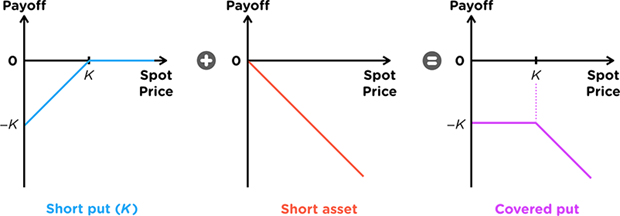 Payoff
0
K
Spot
Price
–K
Short put (K)
+
Payoff
0
Spot
Price
Short asset
=
Payoff
0
K
Spot
Price
–K
Covered put